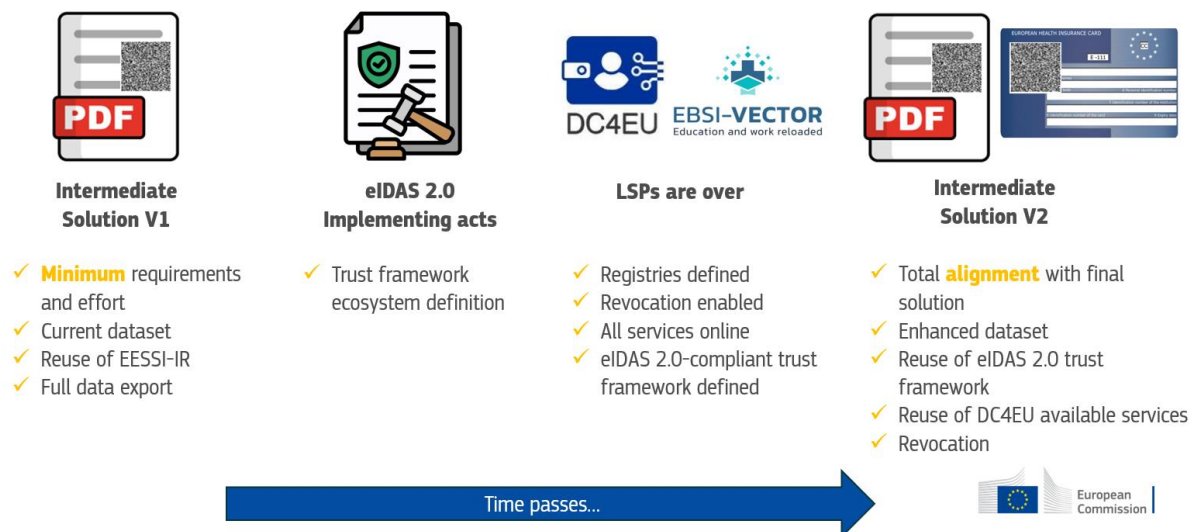 PDF
Intermediate
Solution V1
Minimum requirements
and effort
Current dataset
Reuse of EESSI-IR
Full data export
eIDAS 2.0
Implementing acts
Trust framework
ecosystem definition
DC4EU
EBSI-VECTOR
Education and work reloaded
LSPs are over
Registries defined
Revocation enabled
All services online
eIDAS 2.0-compliant trust
framework defined
PDF
EUROPEAN HEALTH INSURANCE CARD
Intermediate
Solution V2
Total alignment with final
solution
Enhanced dataset
Reuse of eIDAS 2.0 trust
framework
Reuse of DC4EU available services
Revocation
Time passes...
European
Commission